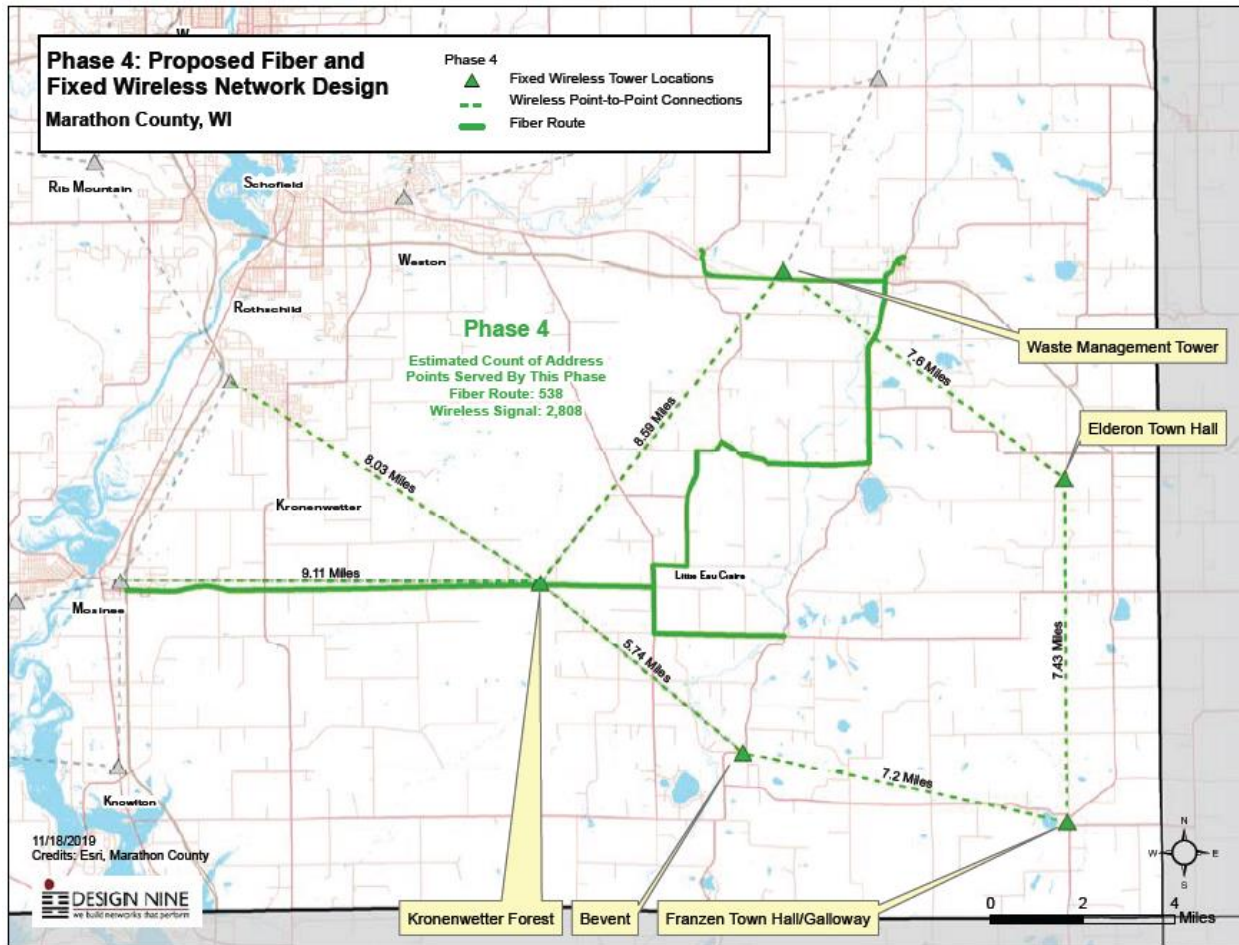 Phase 4: Proposed Fiber and
Fixed Wireless Network Design
Marathon County, WI
Phase 4
Fixed Wireless Tower Locations
Wireless Point-to-Point Connections
Fiber Route
Rib Mountain
Schofield
Weston
Rothschild
Phase 4
Estimated Count of Address
Points Served By This Phase
Fiber Route: 538
Wireless Signal: 2,808
Waste Management Tower
7.6 Miles
8.59 Miles
Elderon Town Hall
8.03 Miles
Kronenwetter
9.11 Miles
Little Eau Claire
Mosinee
5.74 Miles
7.43 Miles
7.2 Miles
Knowlton
11/18/2019
Credits: Esri, Marathon County
DESIGN NINE
we build networks that perform
Kronenwetter Forest
Bevent
Franzen Town Hall/Galloway
N
W
E
S
0 2 4
Miles